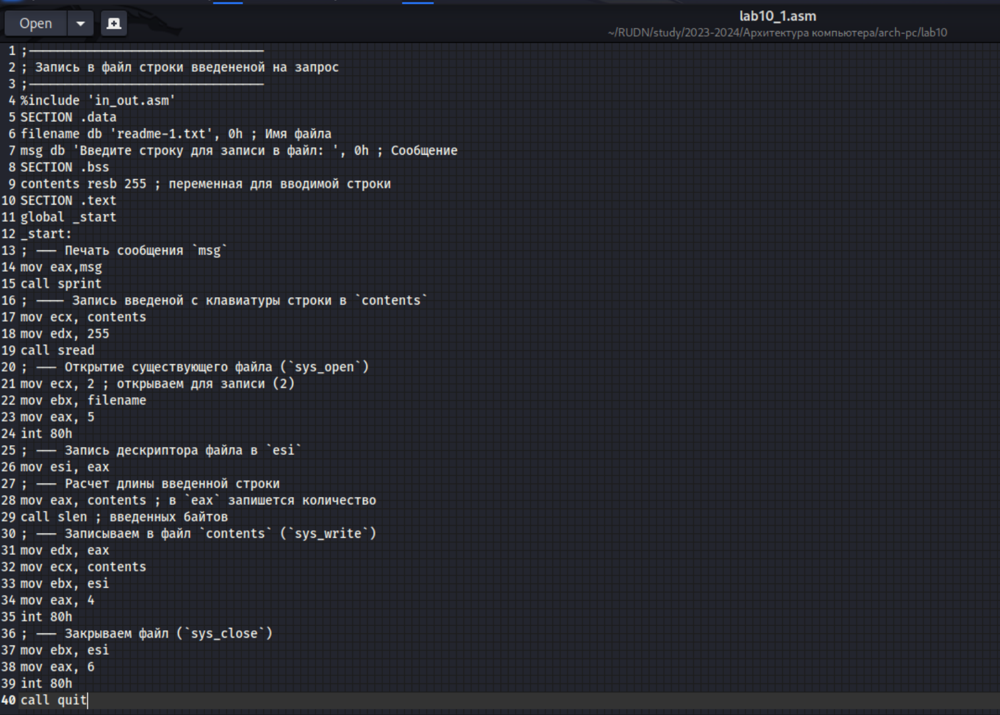 Open
lab10_1.asm
~/RUDN/study/2023-2024/Архитектура компьютера/arch-pc/lab10
1 ;--------------------------------
2 ; Запись в файл строки введененой на запрос
3 ;--------------------------------
4 %include 'in_out.asm'
5 SECTION .data
6 filename db 'readme-1.txt', 0h ; Имя файла
7 msg db 'Введите строку для записи в файл: ', 0h ; Сообщение
8 SECTION .bss
9 contents resb 255 ; переменная для вводимой строки
10 SECTION .text
11 global _start
12 _start:
13 ; --- Печать сообщения `msg`
14 mov eax,msg
15 call sprint
16 ; ---- Запись введеной с клавиатуры строки в `contents`
17 mov ecx, contents
18 mov edx, 255
19 call sread
20 ; --- Открытие существующего файла (`sys_open`)
21 mov ecx, 2 ; открываем для записи (2)
22 mov ebx, filename
23 mov eax, 5
24 int 80h
25 ; --- Запись дескриптора файла в `esi`
26 mov esi, eax
27 ; --- Расчет длины введенной строки
28 mov eax, contents ; в `eax` запишется количество
29 call slen ; введенных байтов
30 ; --- Записываем в файл `contents` (`sys_write`)
31 mov edx, eax
32 mov ecx, contents
33 mov ebx, esi
34 mov eax, 4
35 int 80h
36 ; --- Закрываем файл (`sys_close`)
37 mov ebx, esi
38 mov eax, 6
39 int 80h
40 call quit